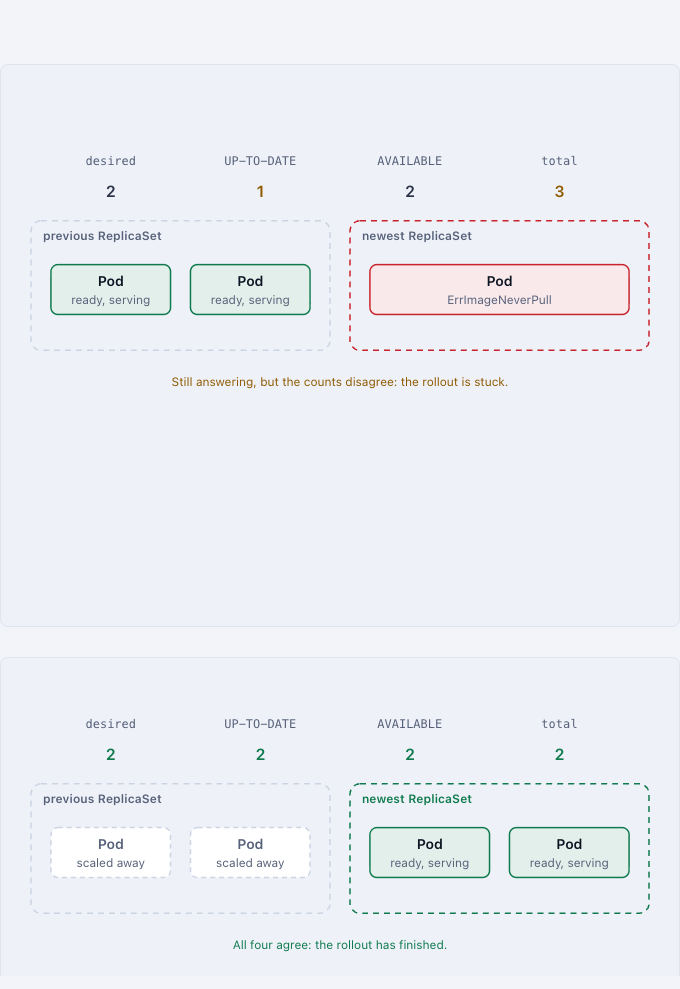 desired UP-TO-DATE AVAILABLE total
2 1 2 3
previous ReplicaSet newest ReplicaSet
Pod Pod Pod
ready, serving ready, serving ErrImageNeverPull
Still answering, but the counts disagree: the rollout is stuck.
desired UP-TO-DATE AVAILABLE total
2 2 2 2
previous ReplicaSet newest ReplicaSet
Pod Pod Pod Pod
scaled away scaled away ready, serving ready, serving
All four agree: the rollout has finished.